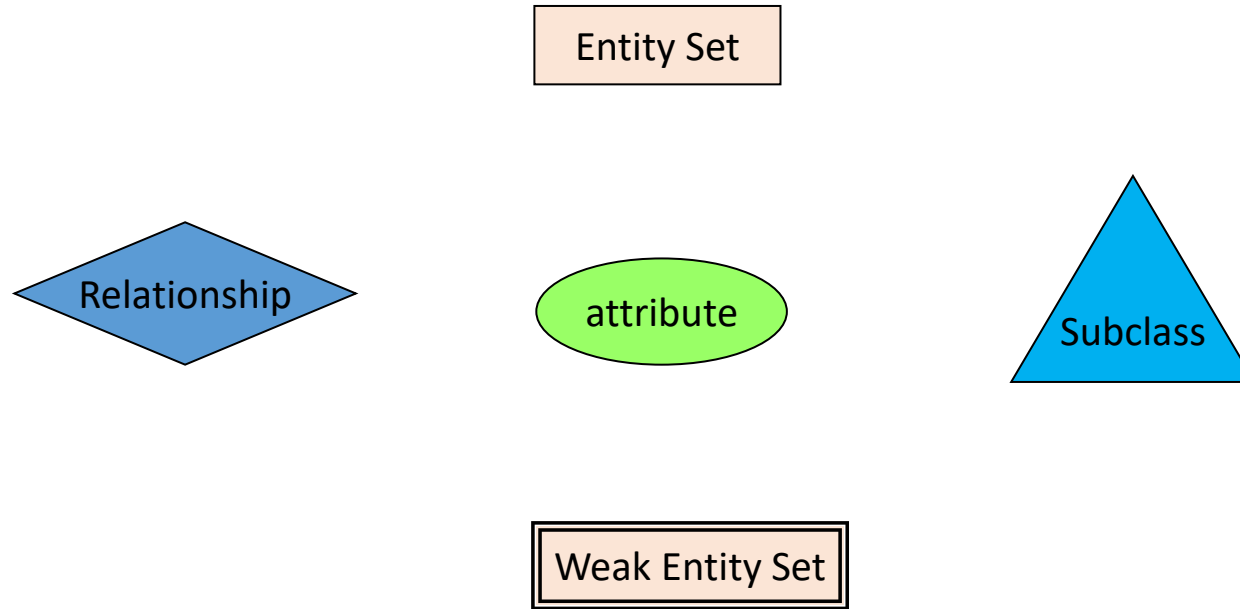 Entity Set
Relationship
attribute
Subclass
Weak Entity Set